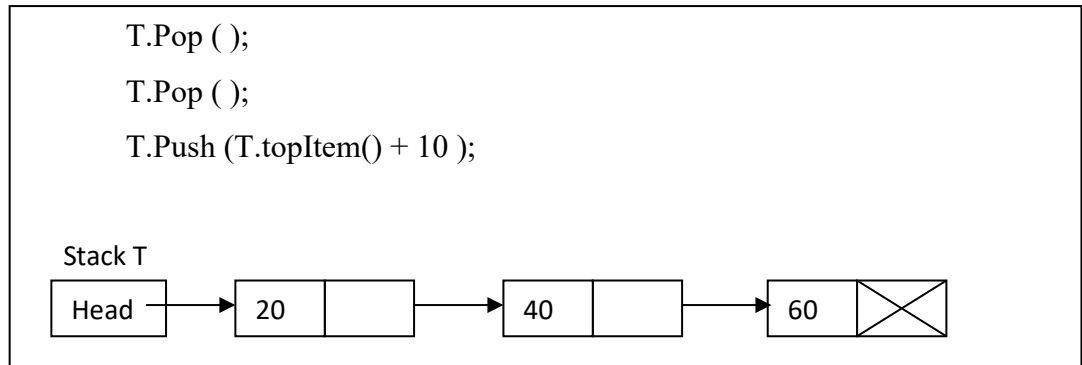 T.Pop ( );
T.Pop ( );
T.Push (T.topItem() + 10 );
Stack T
Head 20 40 60